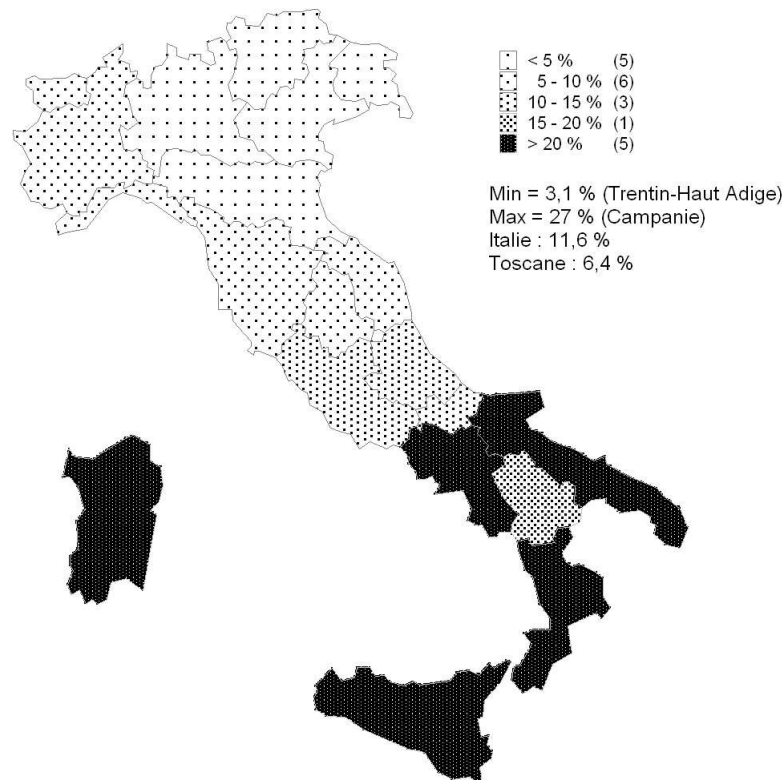 < 5 % (5)
5 - 10 % (6)
10 - 15 % (3)
15 - 20 % (1)
> 20 % (5)
Min = 3,1 % (Trentin-Haut Adige)
Max = 27 % (Campanie)
Italie : 11,6 %
Toscane : 6,4 %